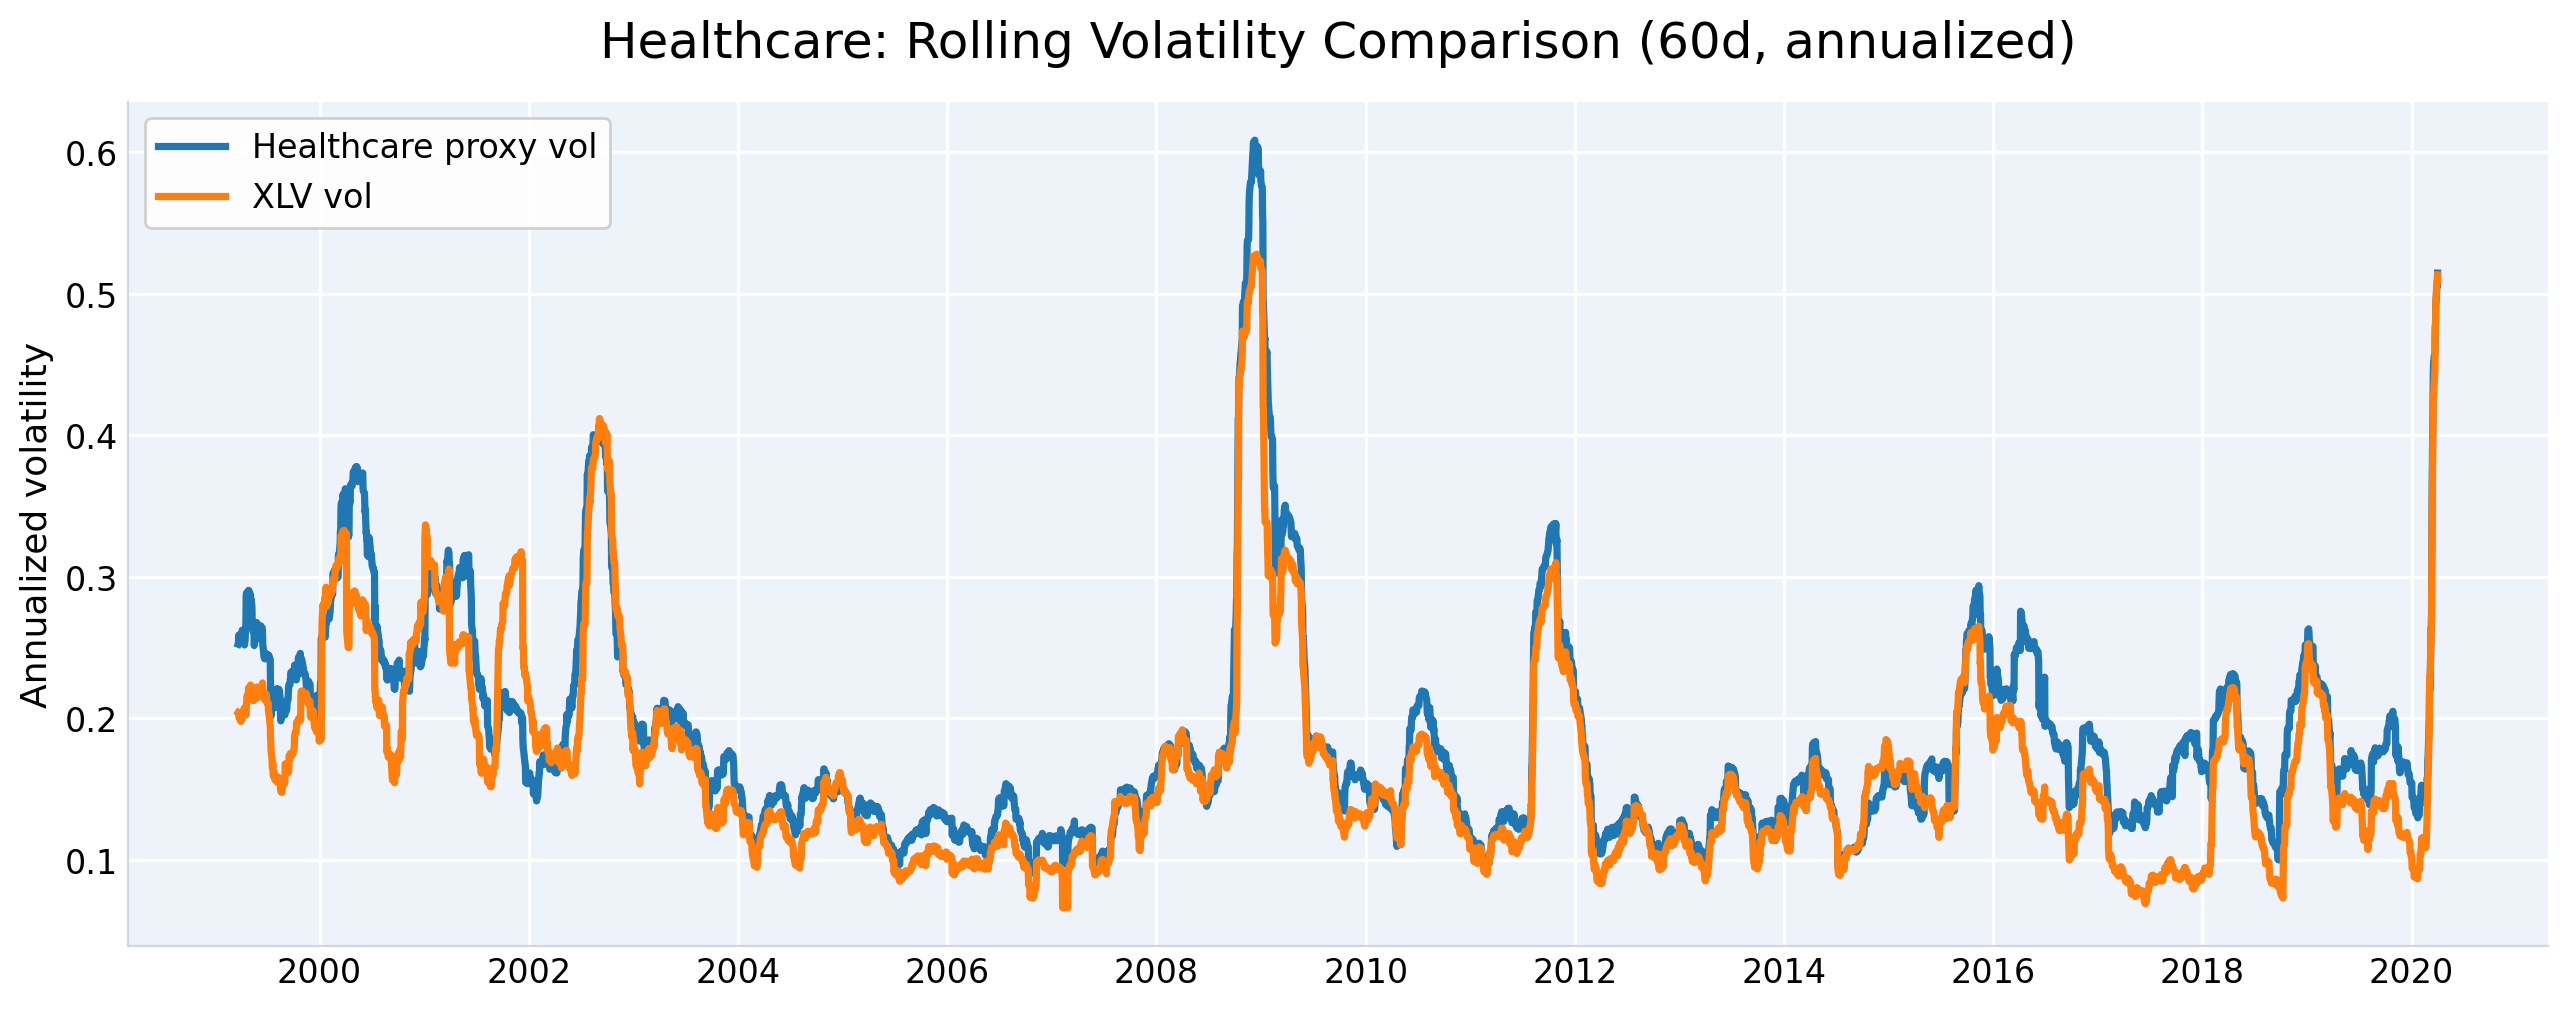 Healthcare: Rolling Volatility Comparison (60d, annualized)
Healthcare proxy vol
XLV vol
Annualized volatility
0.6
0.5
0.4
0.3
0.2
0.1
2000 2002 2004 2006 2008 2010 2012 2014 2016 2018 2020